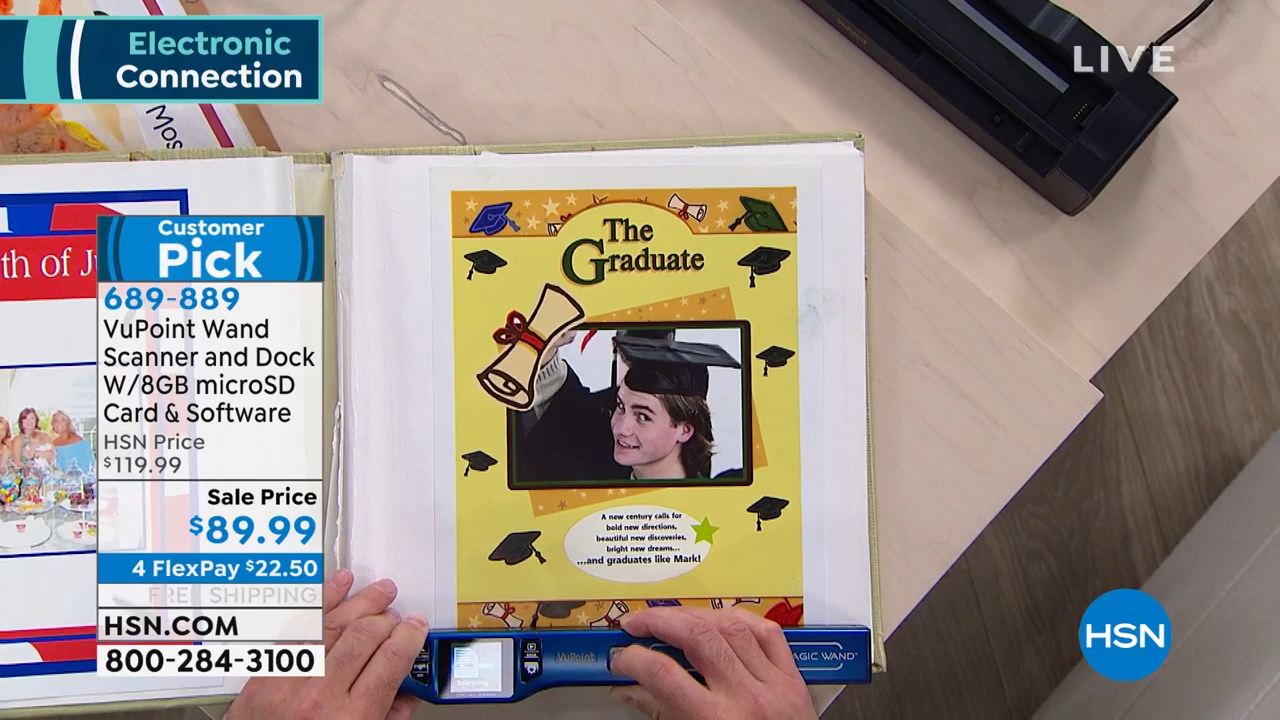 Electronic
Connection
LIVE
Mos
th of Ju
Customer
Pick
689-889
VuPoint Wand
Scanner and Dock
W/8GB microSD
Card & Software
HSN Price
$119.99
Sale Price
$89.99
4 FlexPay $22.50
FREE SHIPPING
HSN.COM
800-284-3100
The
Graduate
A new century calls for
bold new directions,
beautiful new discoveries,
bright new dreams...
...and graduates like Mark!
VuPoint
MAGIC WAND
scanning
HSN